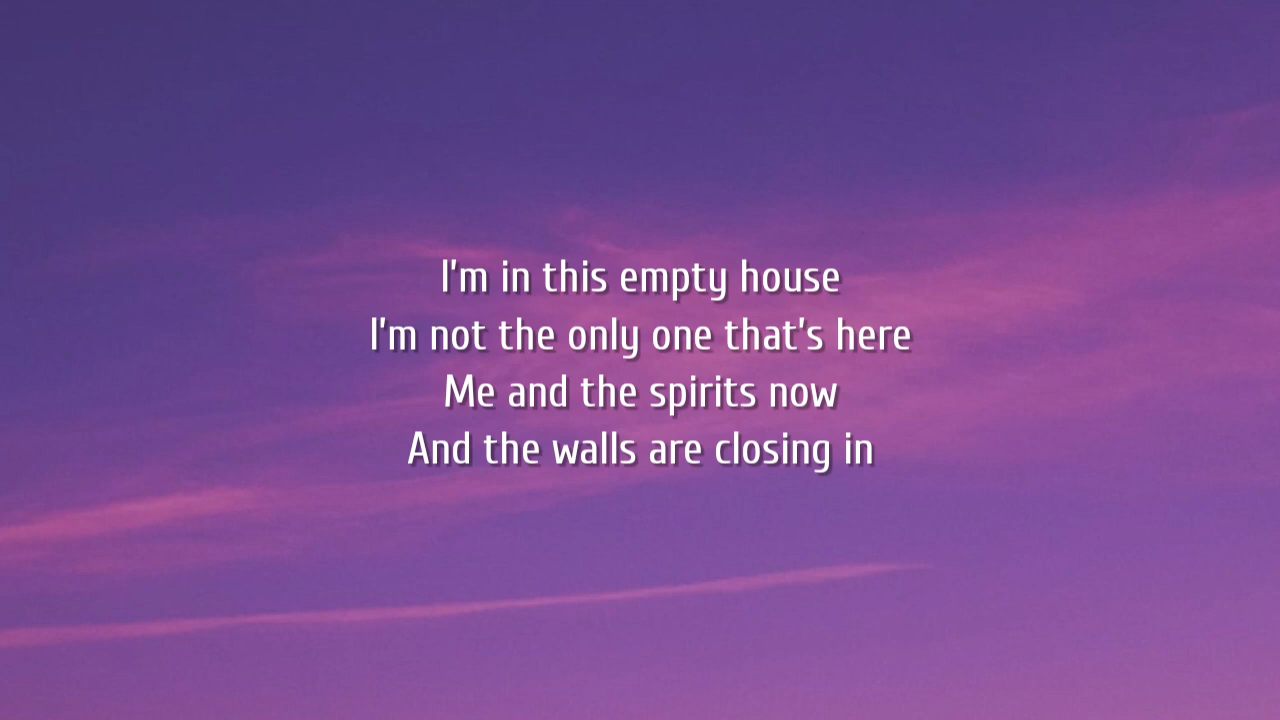 I'm in this empty house
I'm not the only one that's here
Me and the spirits now
And the walls are closing in